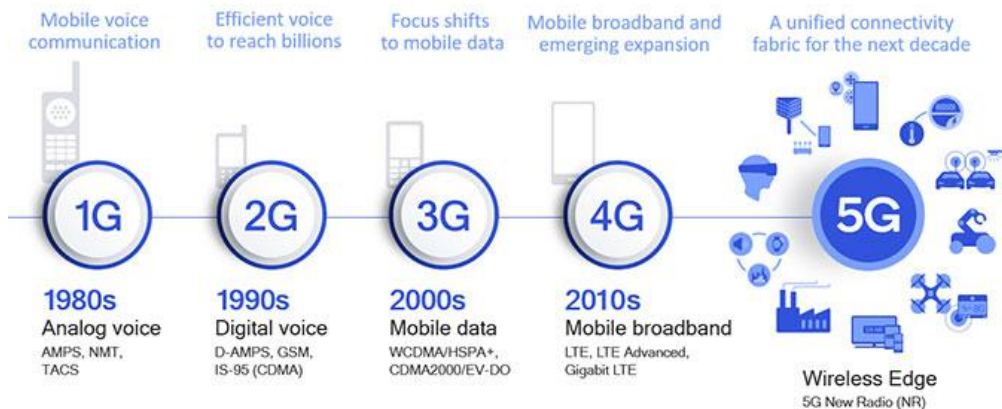 Mobile voice
communication
Efficient voice
to reach billions
Focus shifts
to mobile data
Mobile broadband and
emerging expansion
A unified connectivity
fabric for the next decade
1G
2G
3G
4G
5G
1980s
Analog voice
AMPS, NMT,
TACS
1990s
Digital voice
D-AMPS, GSM,
IS-95 (CDMA)
2000s
Mobile data
WCDMA/HSPA+,
CDMA2000/EV-DO
2010s
Mobile broadband
LTE, LTE Advanced,
Gigabit LTE
Wireless Edge
5G New Radio (NR)